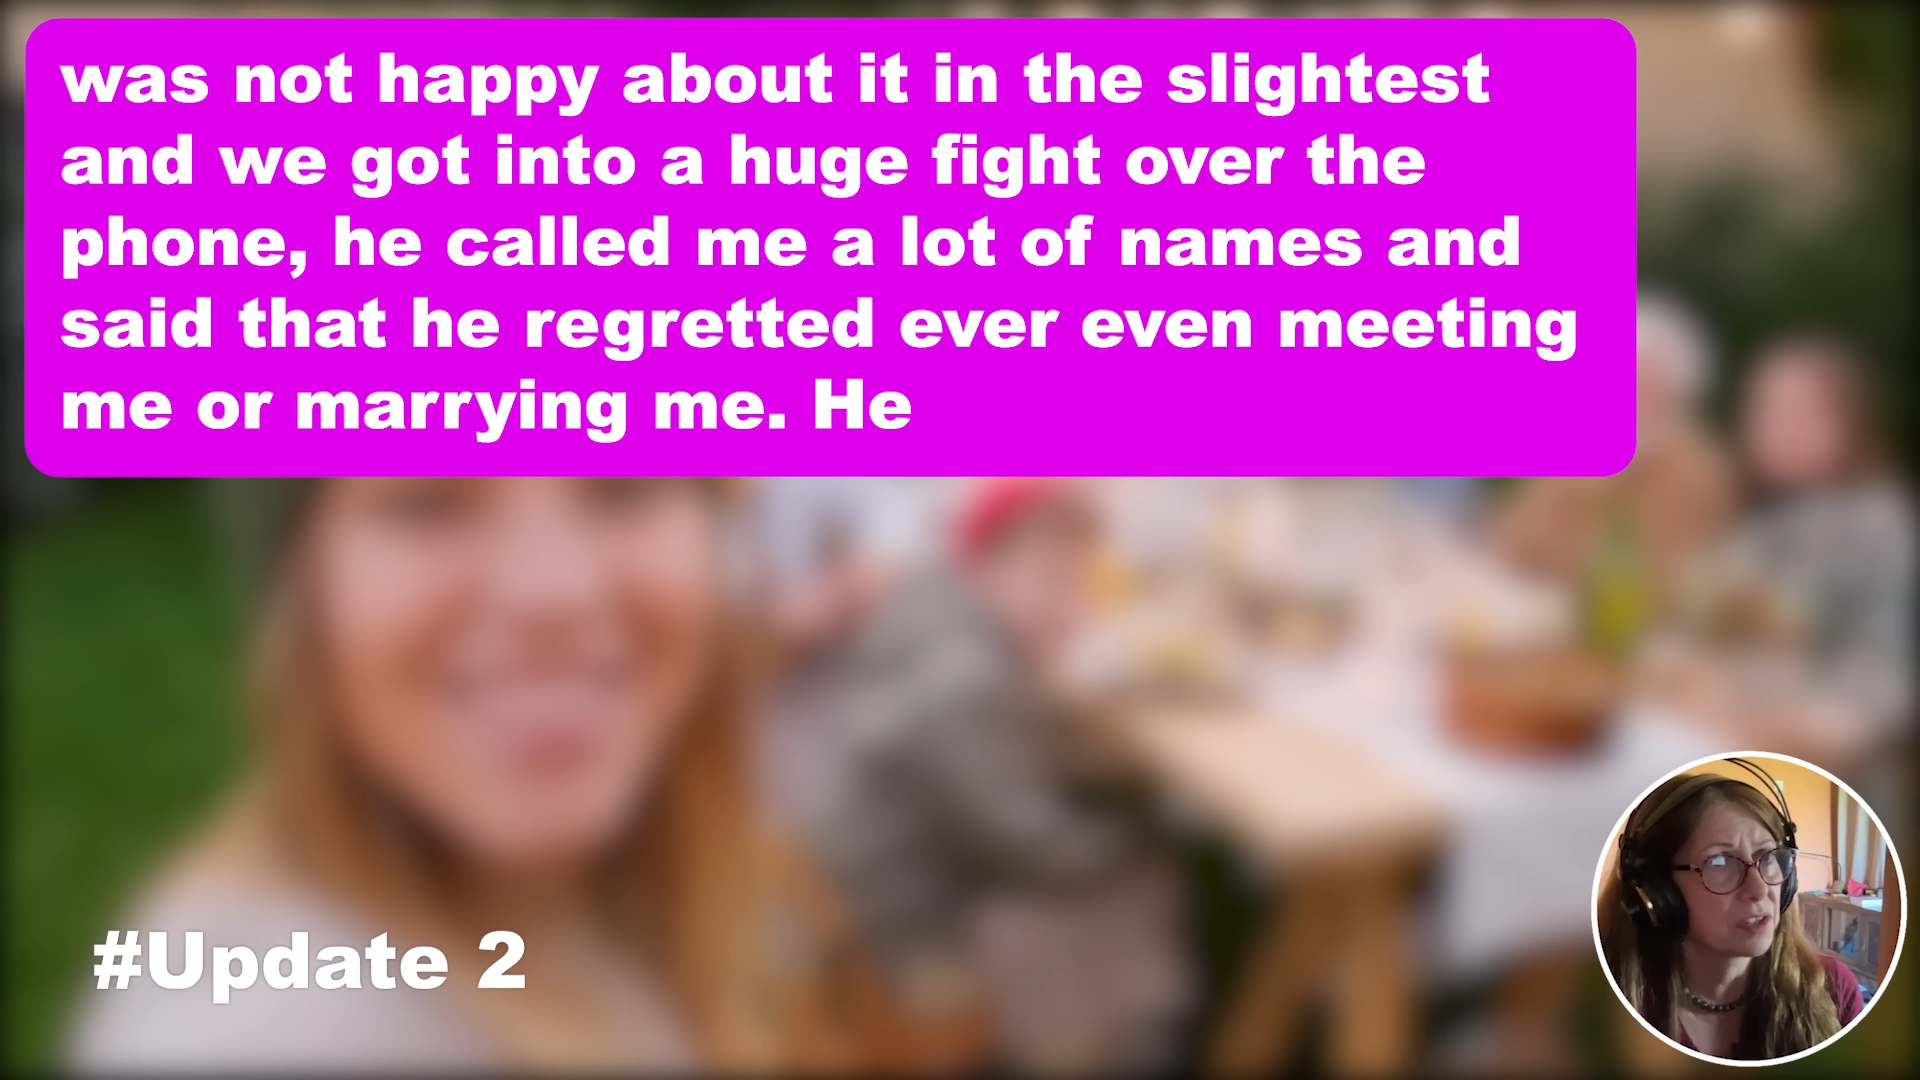 was not happy about it in the slightest
and we got into a huge fight over the
phone, he called me a lot of names and
said that he regretted ever even meeting
me or marrying me. He
#Update 2